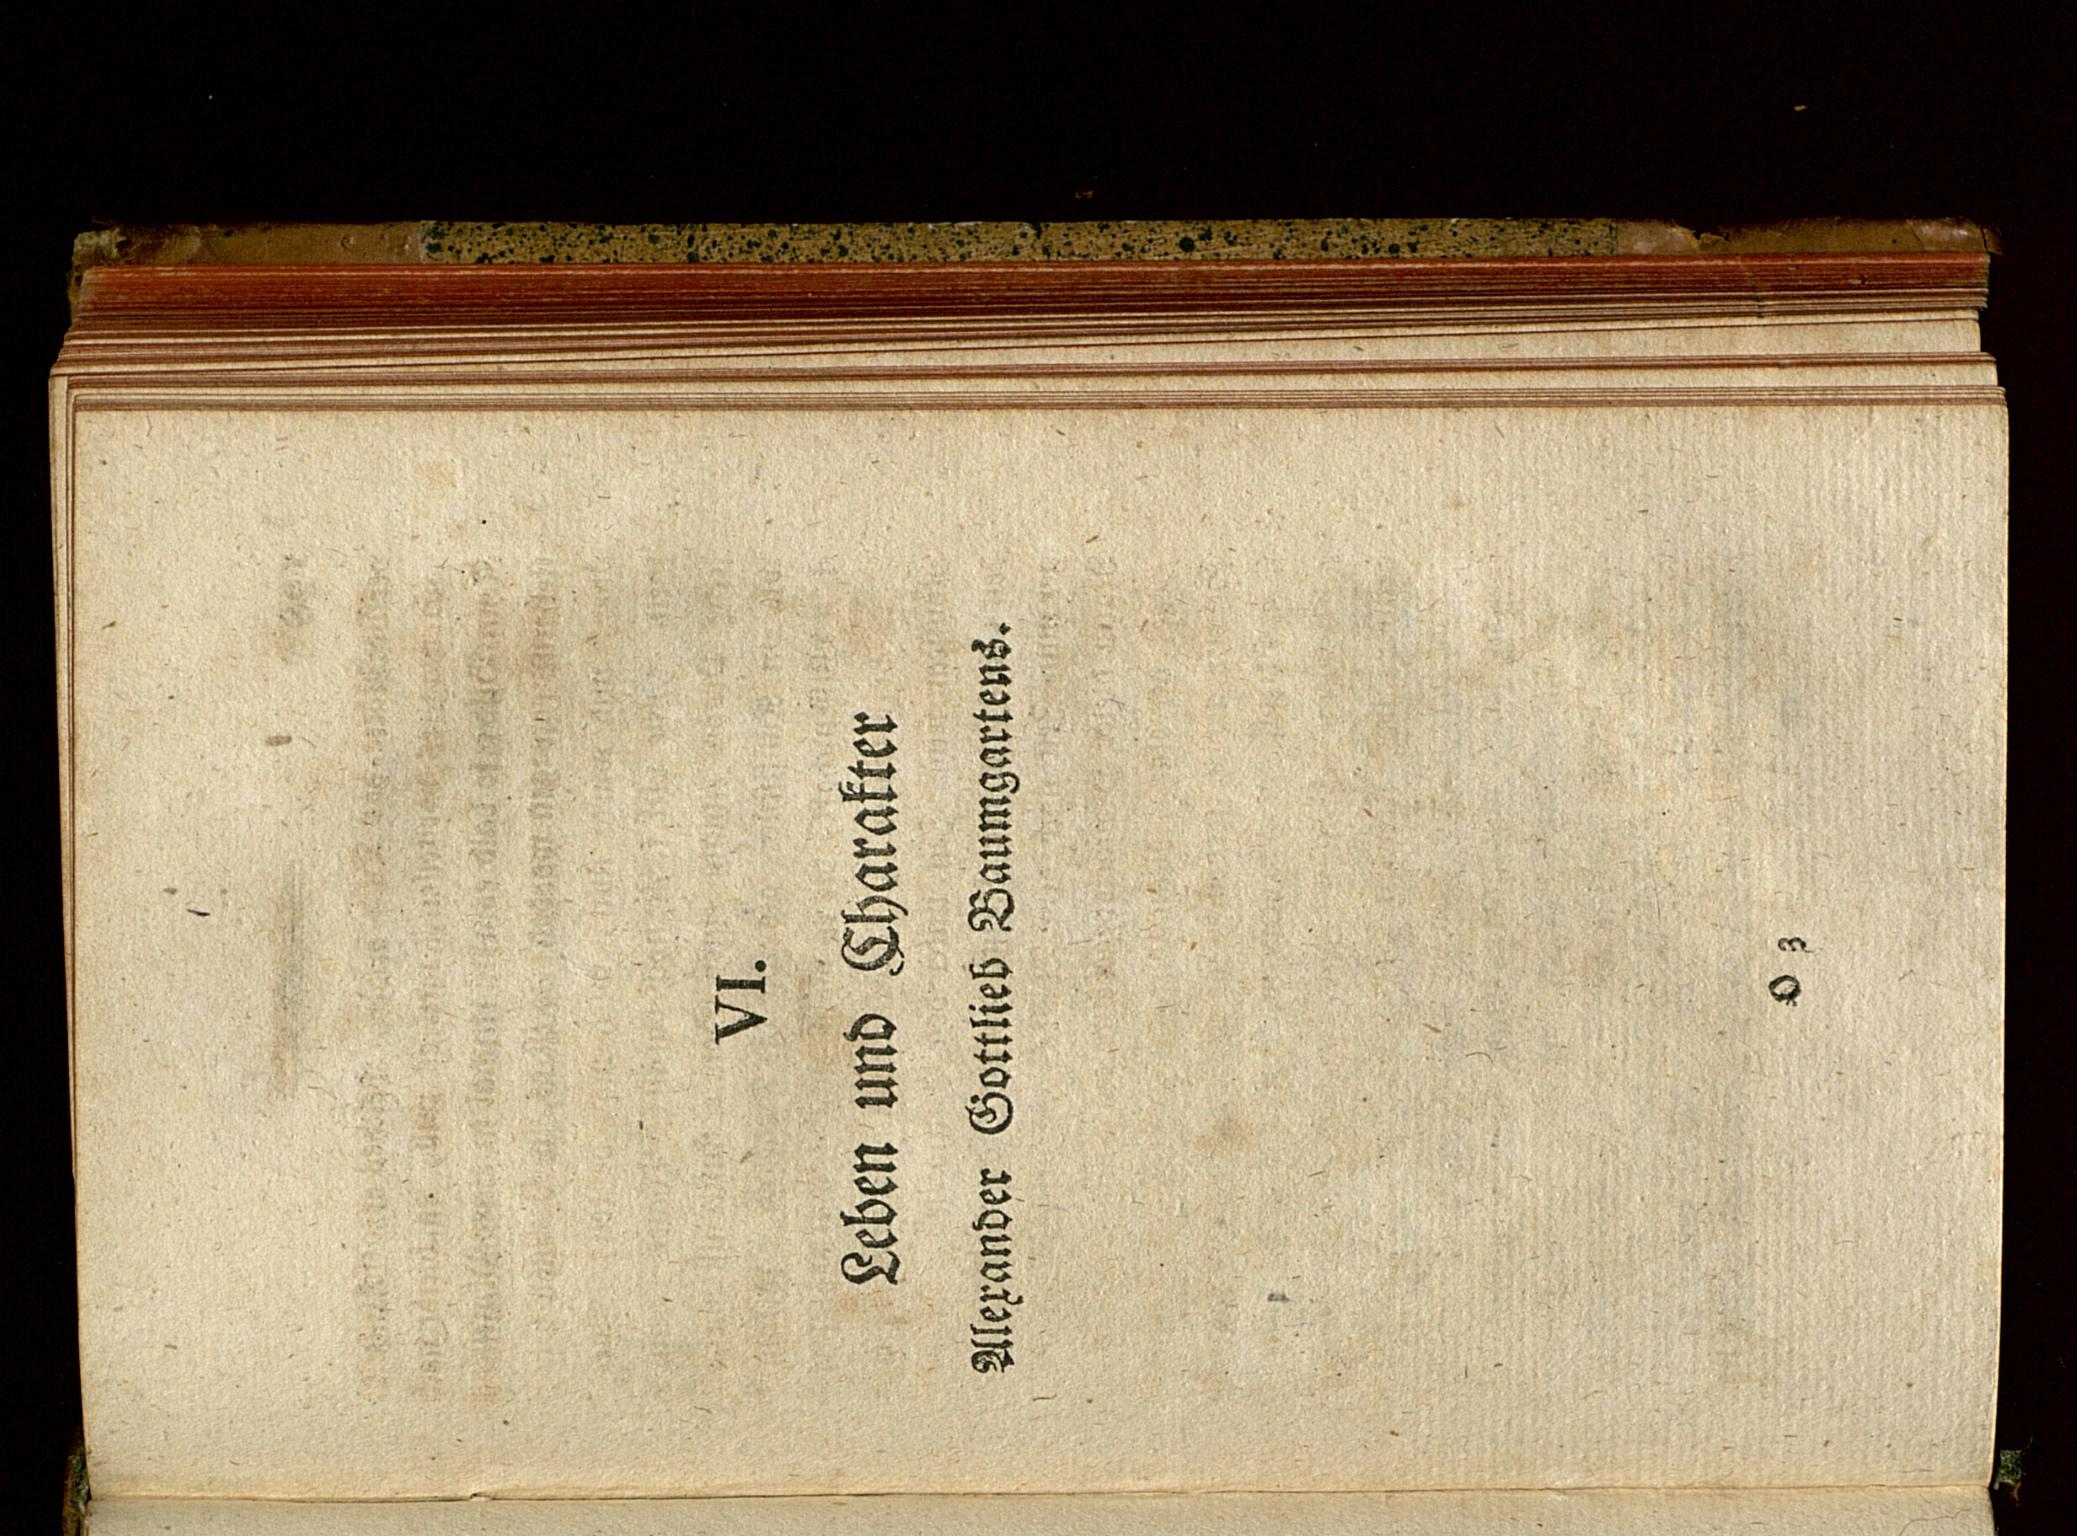 VI.
Leben und Charakter
Alexander Gottlieb Baumgartens.
O 3